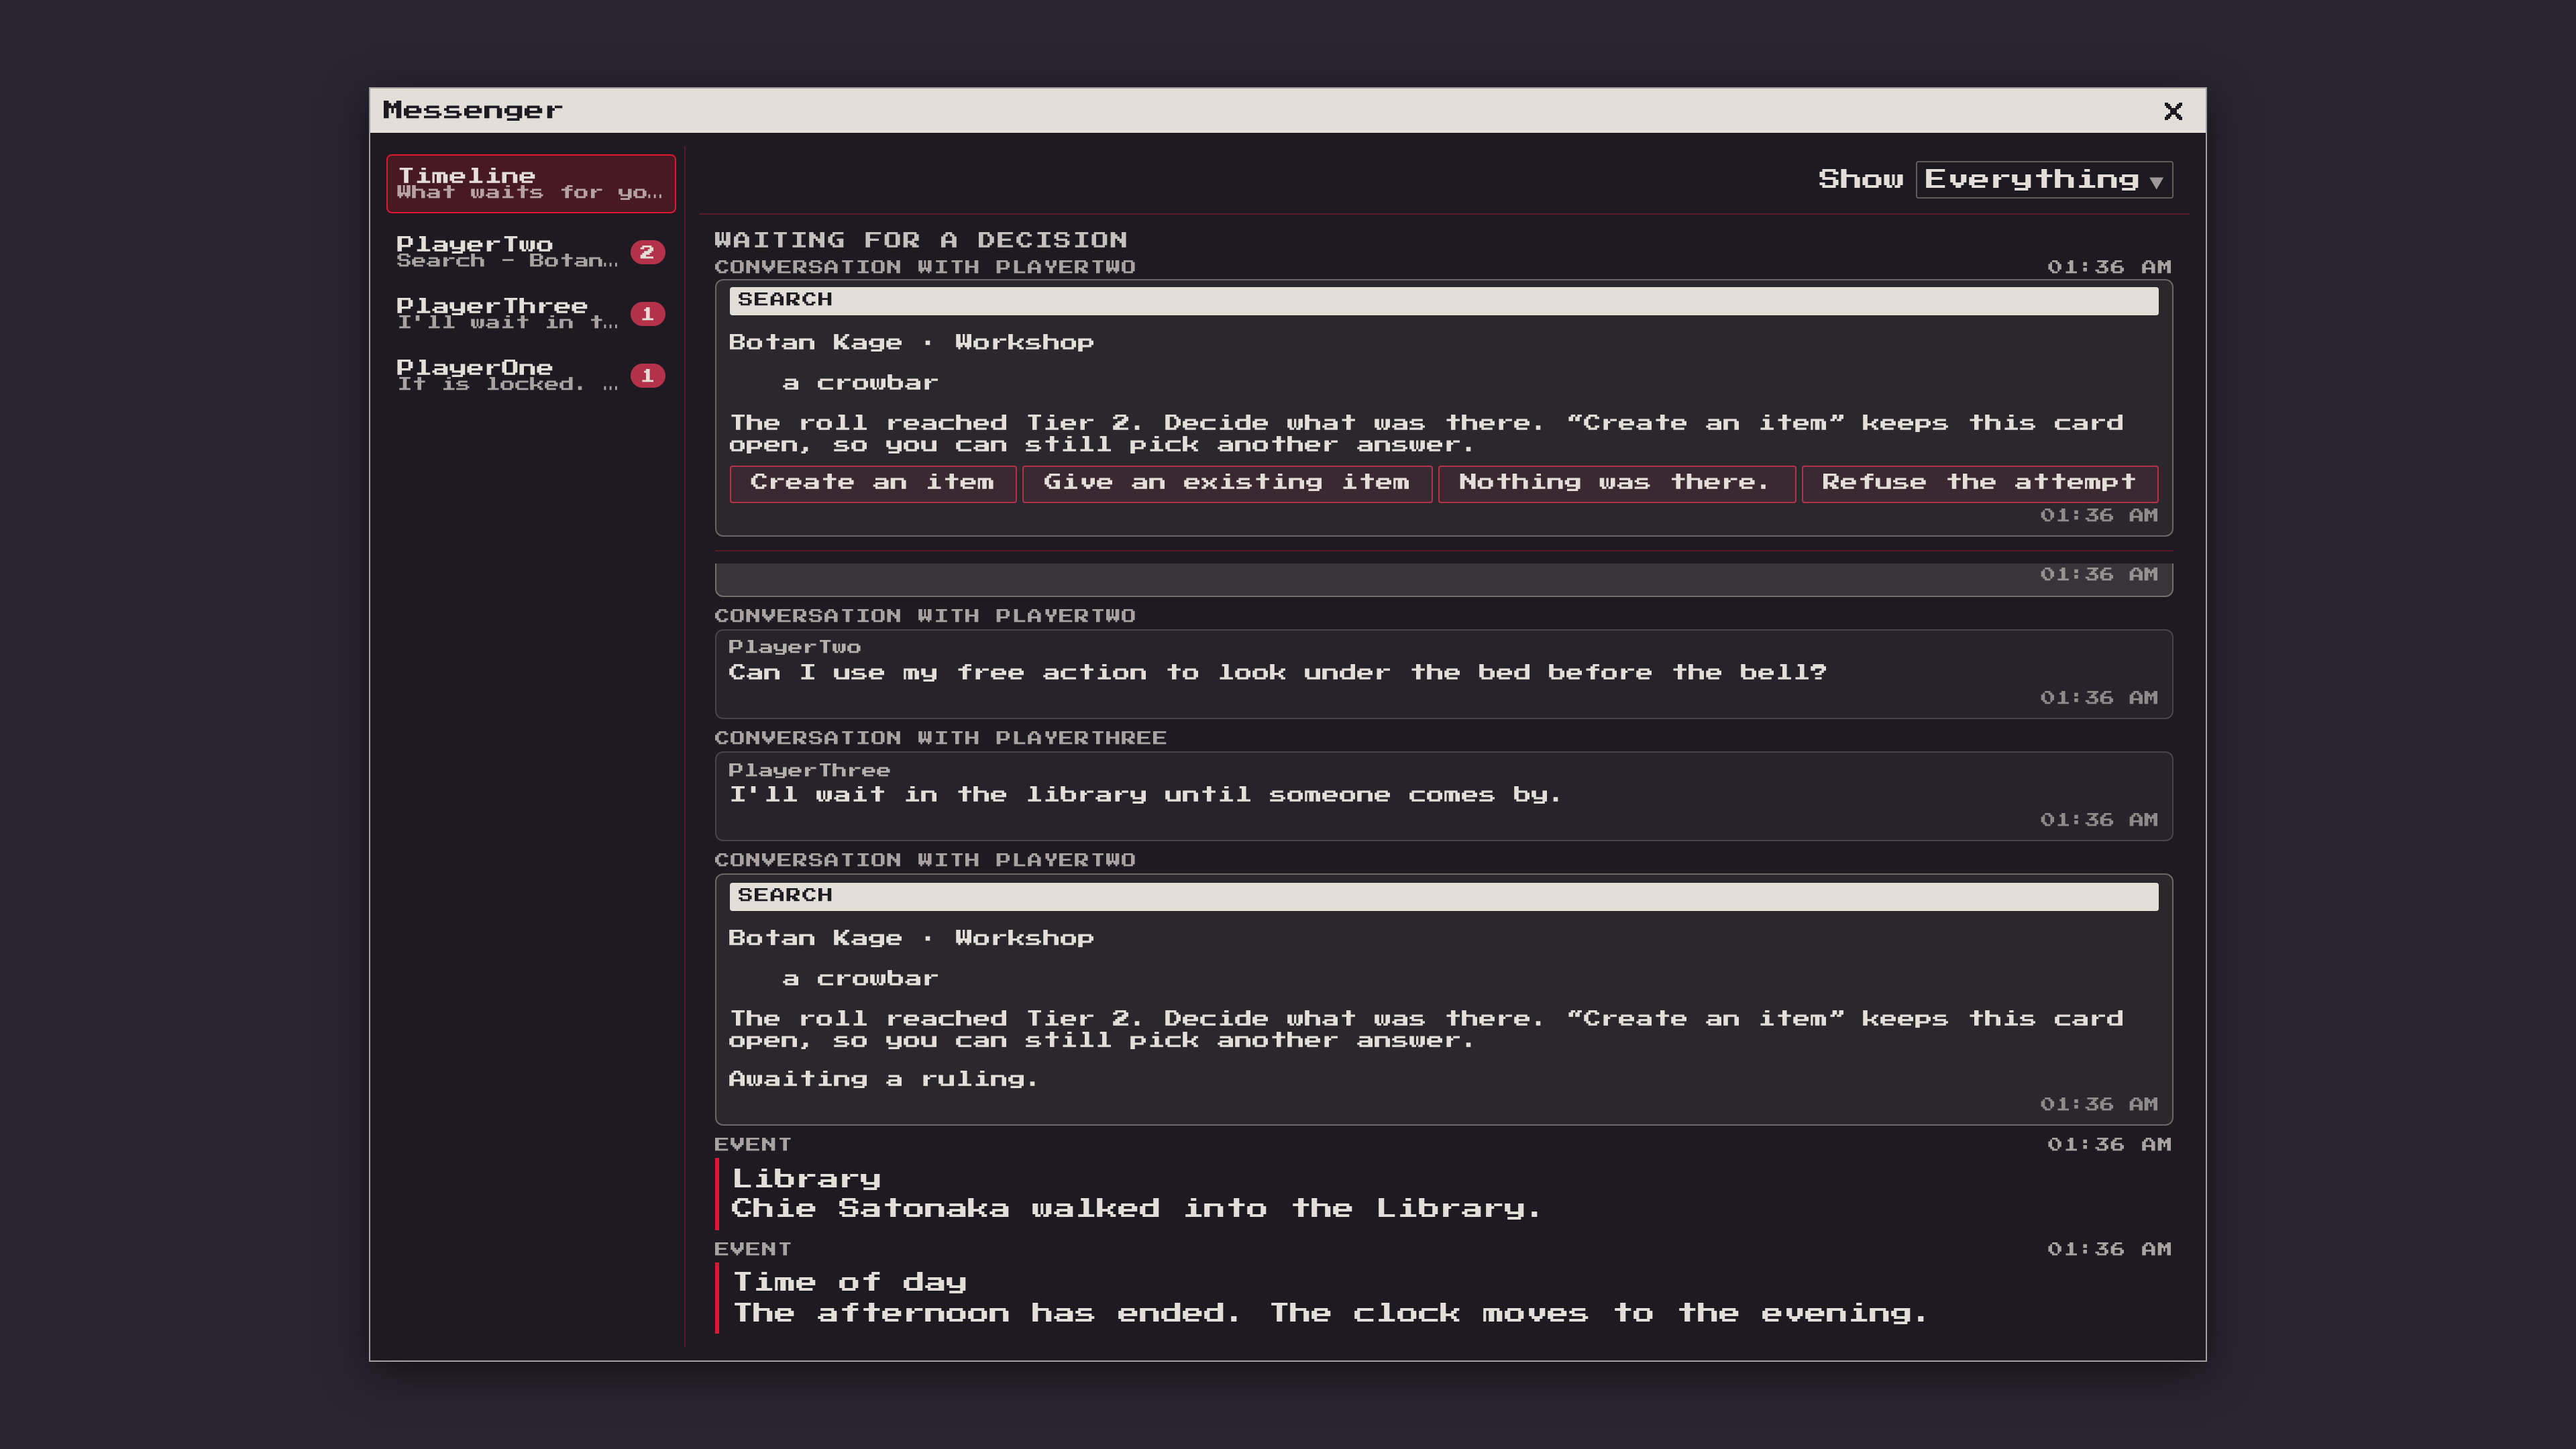 Messenger
Timeline
What waits for yo…
PlayerTwo
Search – Botan…
2
PlayerThree
I'll wait in t…
1
PlayerOne
It is locked. …
1
Show Everything
WAITING FOR A DECISION
CONVERSATION WITH PLAYERTWO 01:36 AM
SEARCH
Botan Kage · Workshop
a crowbar
The roll reached Tier 2. Decide what was there. “Create an item” keeps this card
open, so you can still pick another answer.
Create an item Give an existing item Nothing was there. Refuse the attempt
01:36 AM
01:36 AM
CONVERSATION WITH PLAYERTWO
PlayerTwo
Can I use my free action to look under the bed before the bell?
01:36 AM
CONVERSATION WITH PLAYERTHREE
PlayerThree
I'll wait in the library until someone comes by.
01:36 AM
CONVERSATION WITH PLAYERTWO
SEARCH
Botan Kage · Workshop
a crowbar
The roll reached Tier 2. Decide what was there. “Create an item” keeps this card
open, so you can still pick another answer.
Awaiting a ruling.
01:36 AM
EVENT 01:36 AM
Library
Chie Satonaka walked into the Library.
EVENT 01:36 AM
Time of day
The afternoon has ended. The clock moves to the evening.